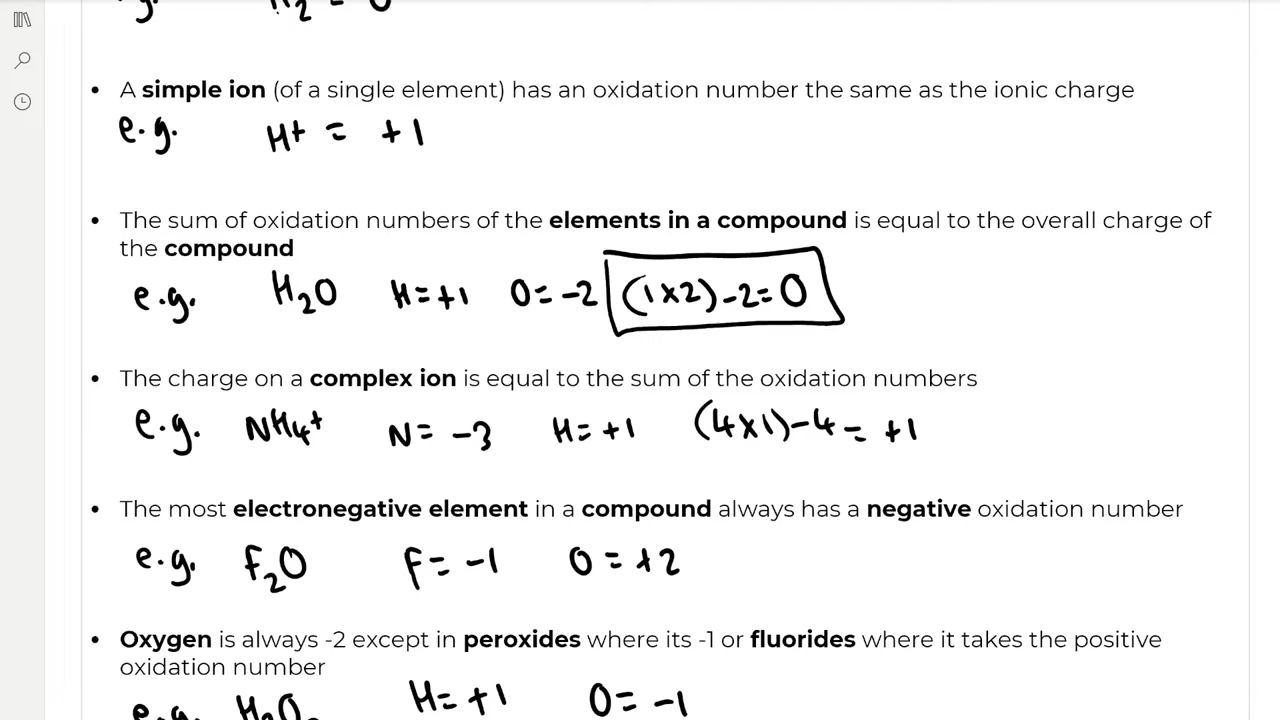 e.g. H₂ = 0
• A simple ion (of a single element) has an oxidation number the same as the ionic charge
e.g. H+ = +1
• The sum of oxidation numbers of the elements in a compound is equal to the overall charge of
the compound
e.g. H₂O H=+1 O=-2 (1x2)-2=0
• The charge on a complex ion is equal to the sum of the oxidation numbers
e.g. NH₄⁺ N= -3 H=+1 (4x1)-4= +1
• The most electronegative element in a compound always has a negative oxidation number
e.g. F₂O F= -1 O = +2
• Oxygen is always -2 except in peroxides where its -1 or fluorides where it takes the positive
oxidation number
e.g. H₂O₂ H= +1 O= -1